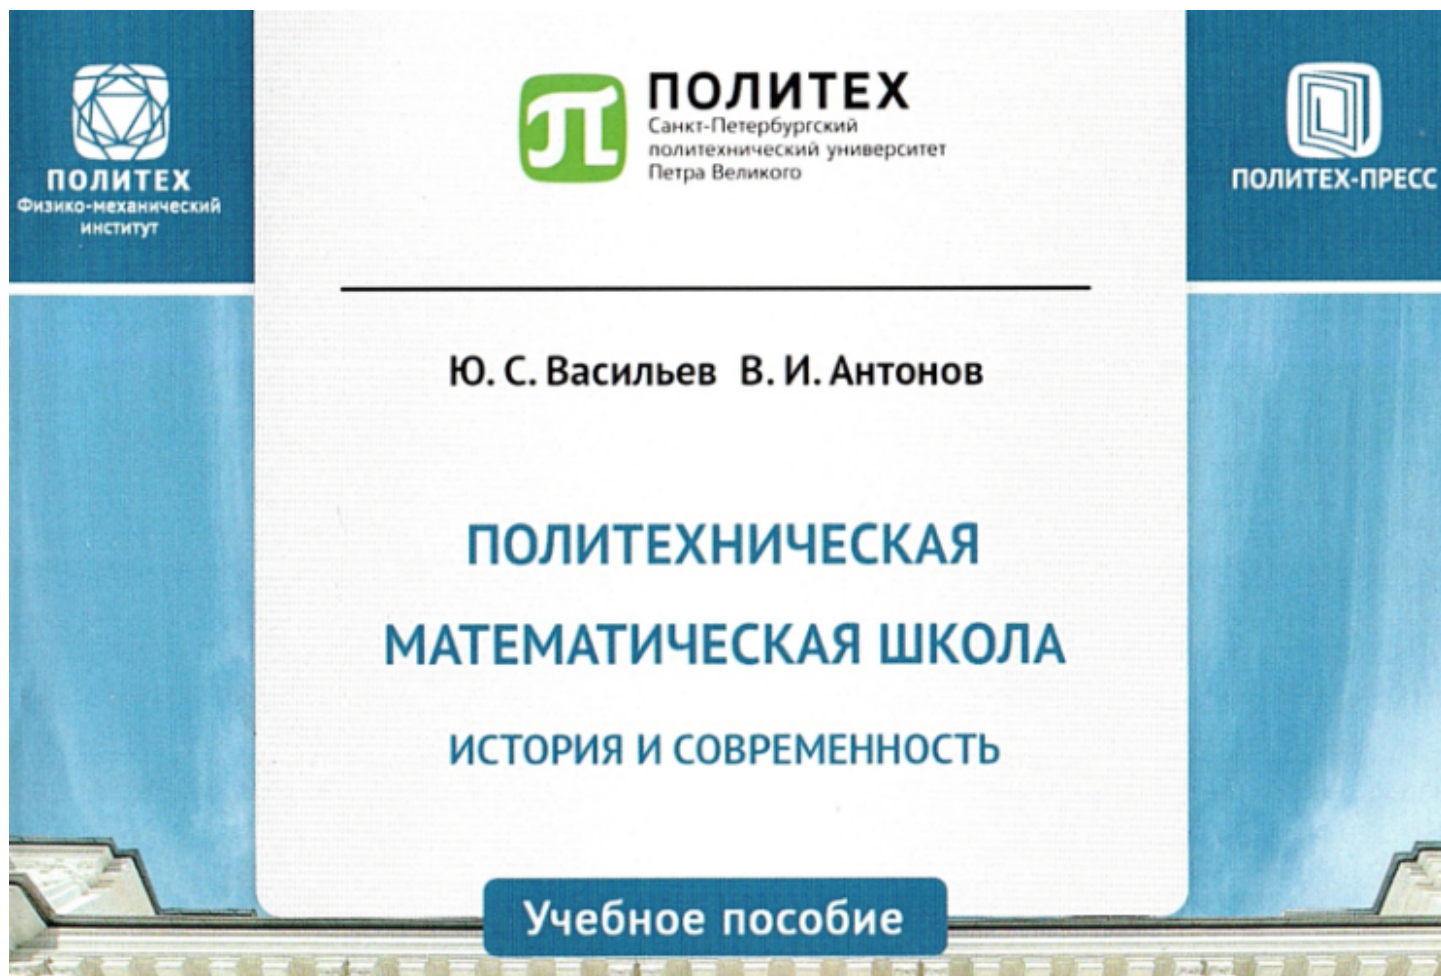 ПОЛИТЕХ
Физико-механический
институт
ПОЛИТЕХ
Санкт-Петербургский
политехнический университет
Петра Великого
ПОЛИТЕХ-ПРЕСС
Ю. С. Васильев В. И. Антонов
ПОЛИТЕХНИЧЕСКАЯ
МАТЕМАТИЧЕСКАЯ ШКОЛА
ИСТОРИЯ И СОВРЕМЕННОСТЬ
Учебное пособие